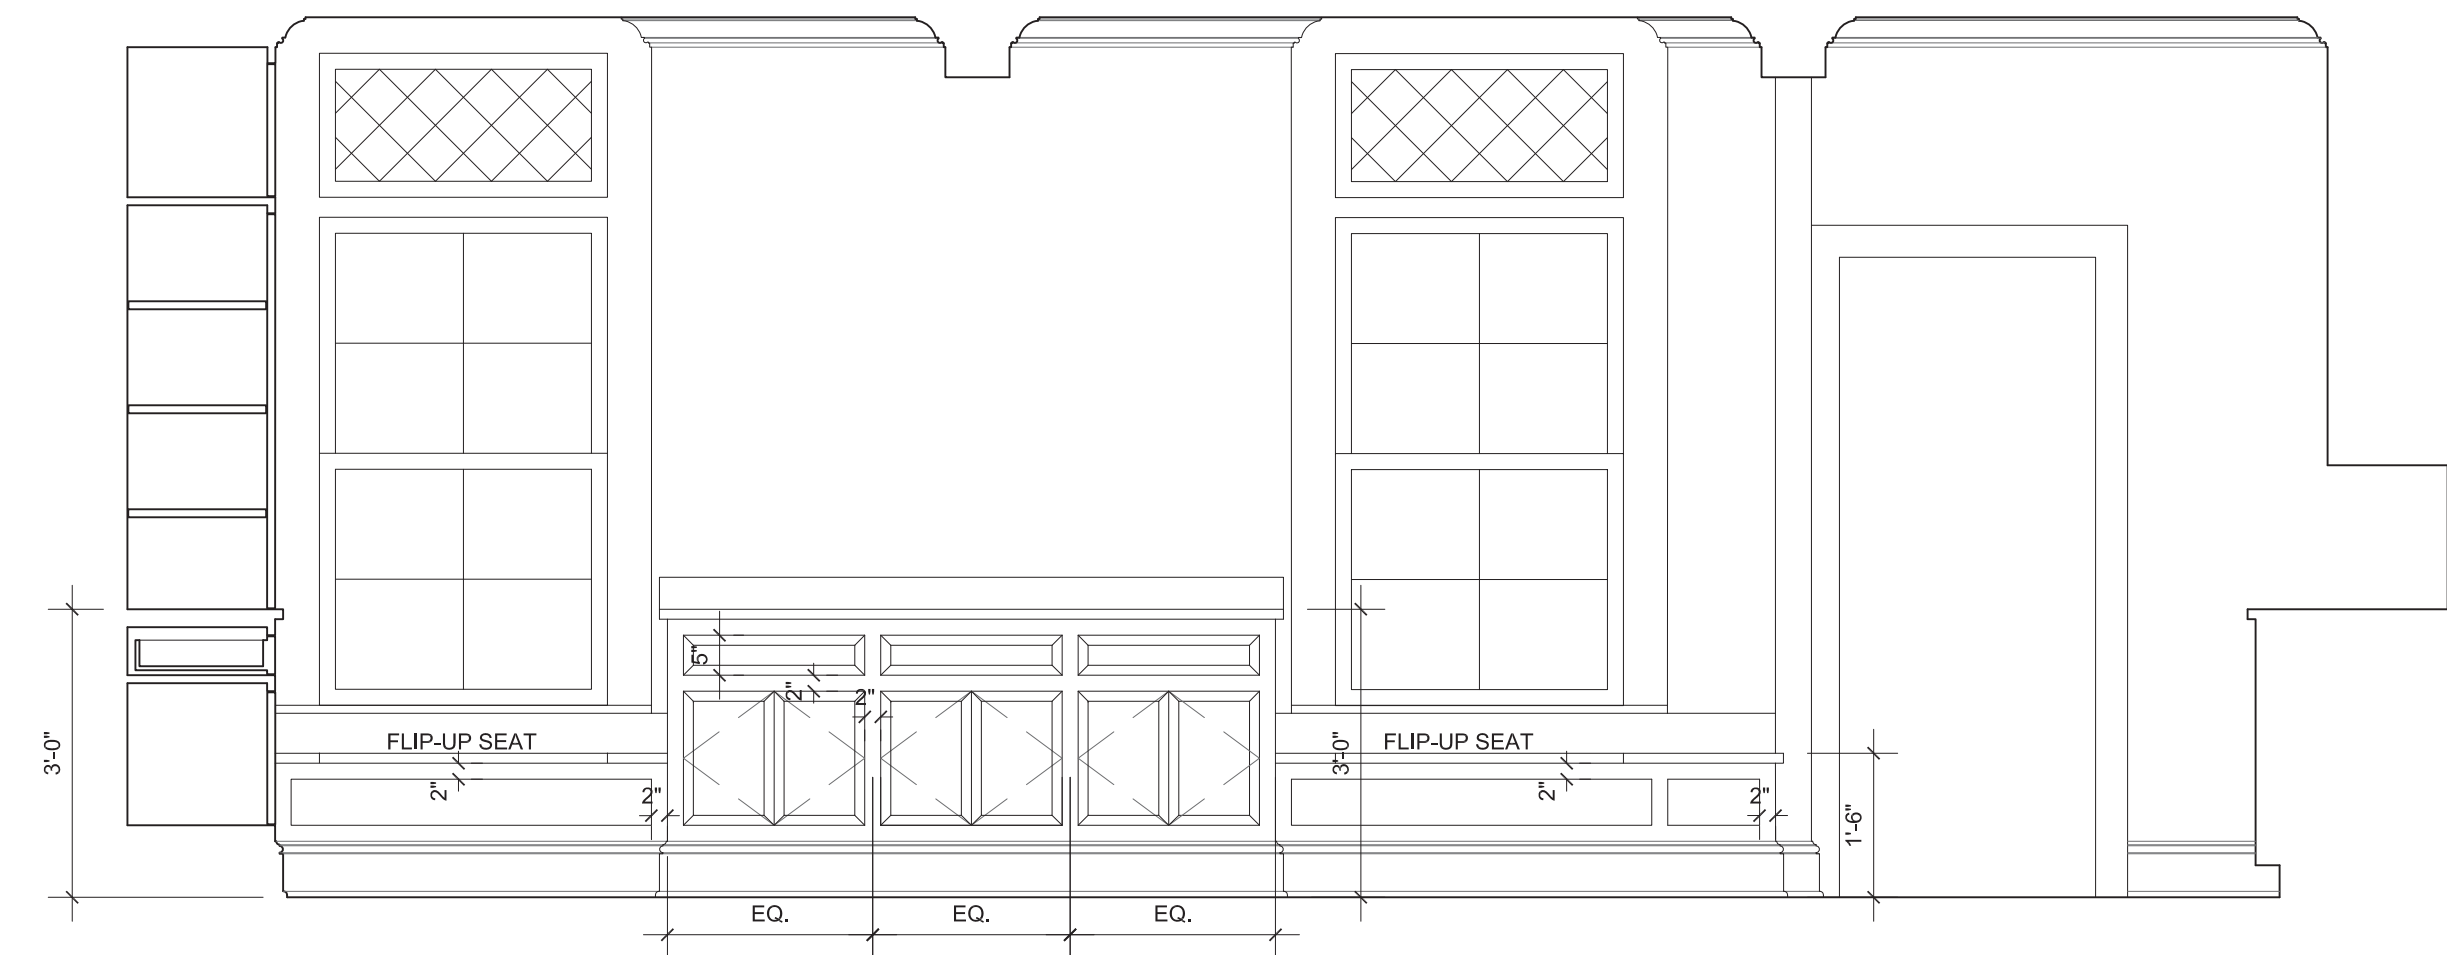 5"
2"
2"
3'-0"
FLIP-UP SEAT
3'-0"
FLIP-UP SEAT
2"
2"
2"
2"
1'-6"
EQ.
EQ.
EQ.